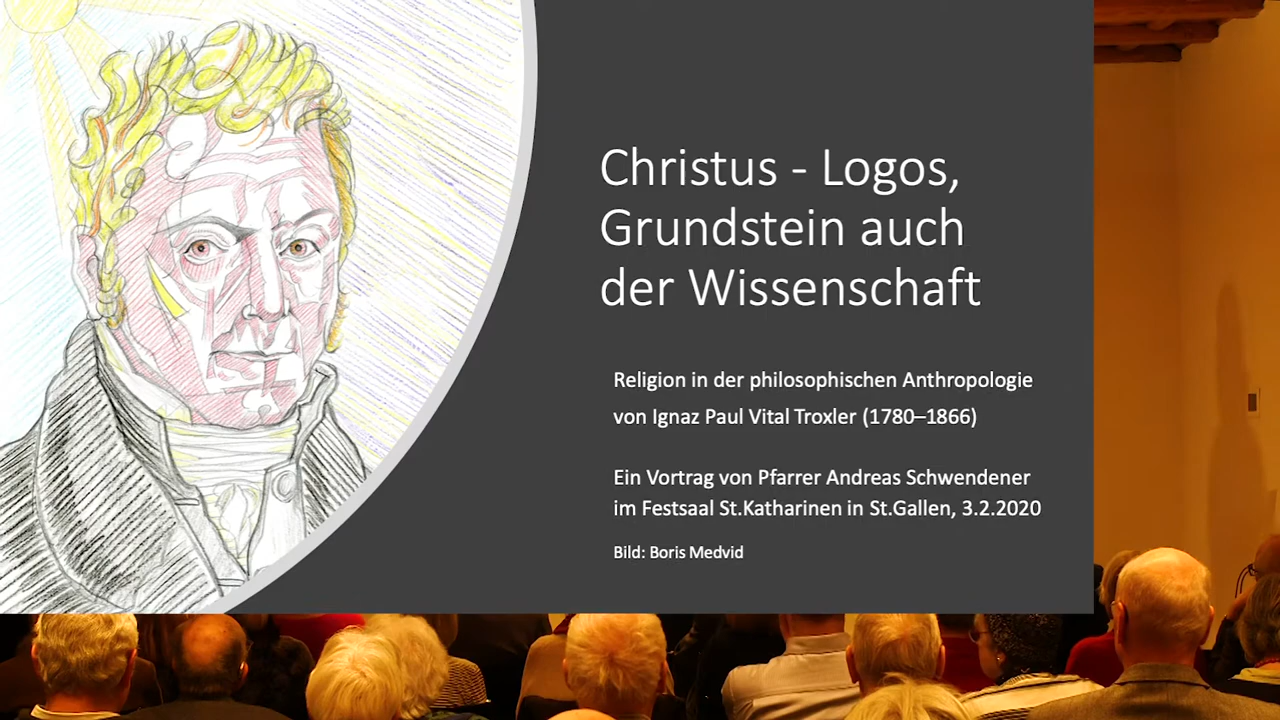 Christus - Logos,
Grundstein auch
der Wissenschaft
Religion in der philosophischen Anthropologie
von Ignaz Paul Vital Troxler (1780–1866)
Ein Vortrag von Pfarrer Andreas Schwendener
im Festsaal St.Katharinen in St.Gallen, 3.2.2020
Bild: Boris Medvid